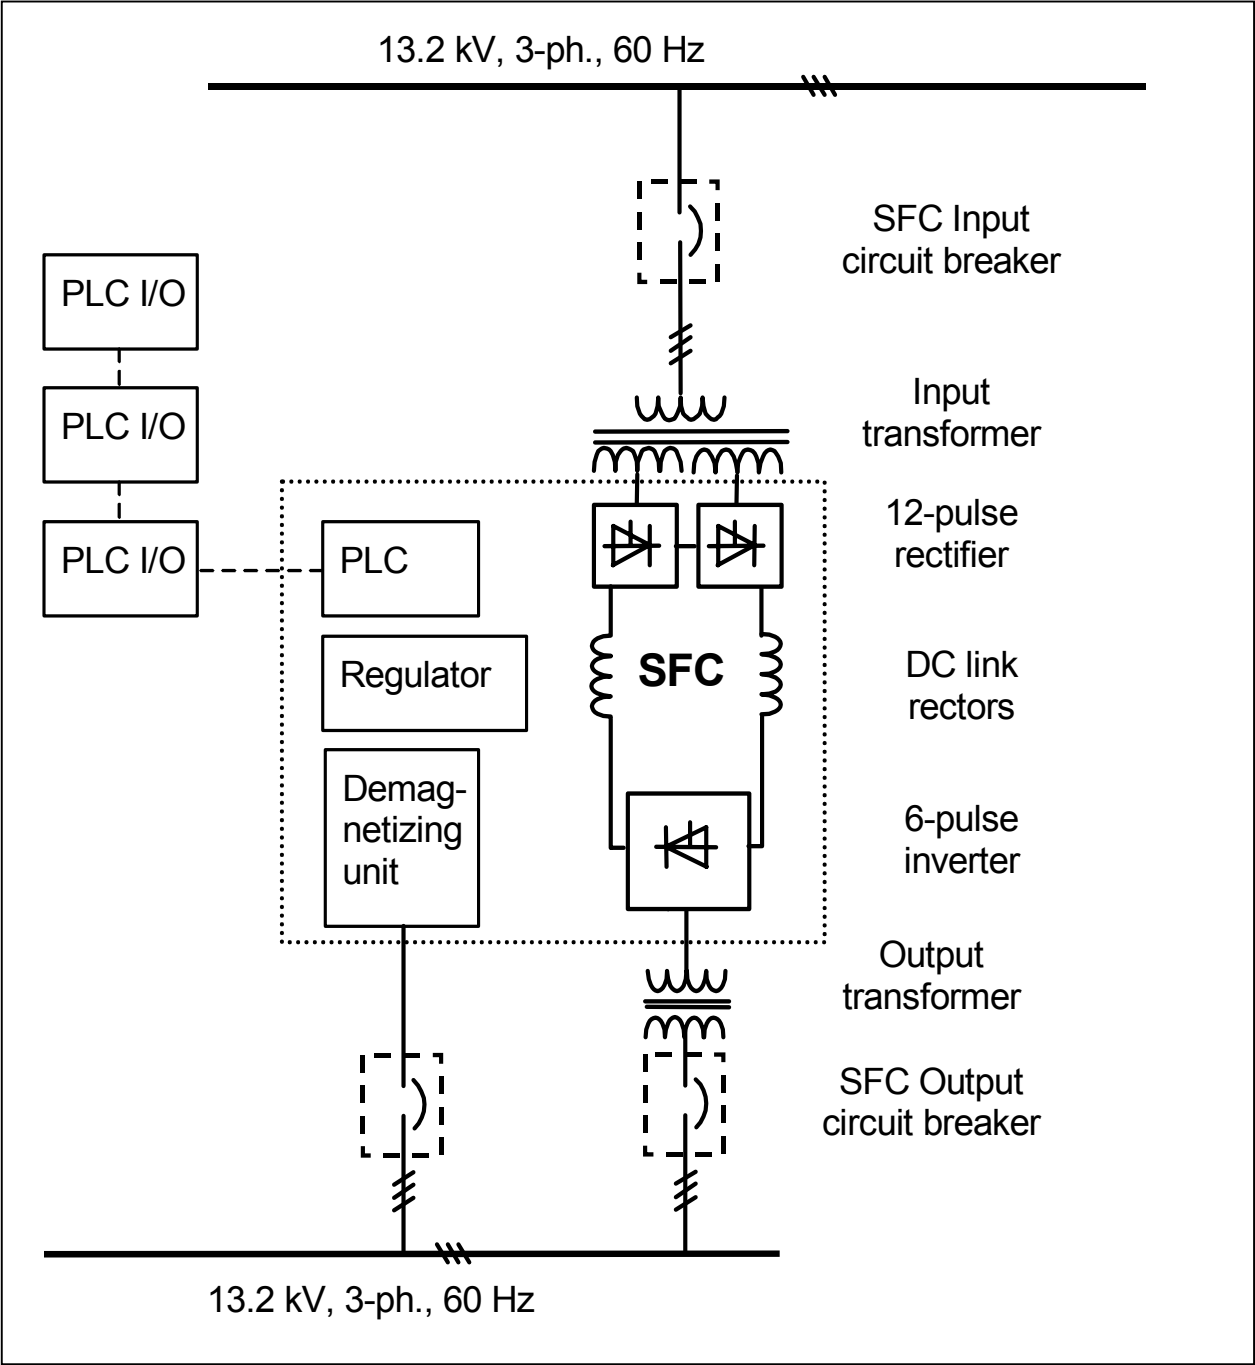 13.2 kV, 3-ph., 60 Hz
SFC Input
circuit breaker
PLC I/O
PLC I/O
PLC I/O
Input
transformer
12-pulse
rectifier
PLC
Regulator
SFC
DC link
rectors
Demag-
netizing
unit
6-pulse
inverter
Output
transformer
SFC Output
circuit breaker
13.2 kV, 3-ph., 60 Hz